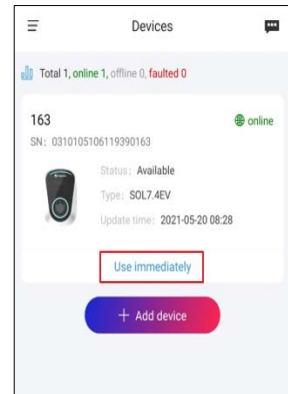 Devices
Total 1, online 1, offline 0, faulted 0
163
online
SN: 0310105106119390163
Status: Available
Type: SOL7.4EV
Update time: 2021-05-20 08:28
Use immediately
+ Add device